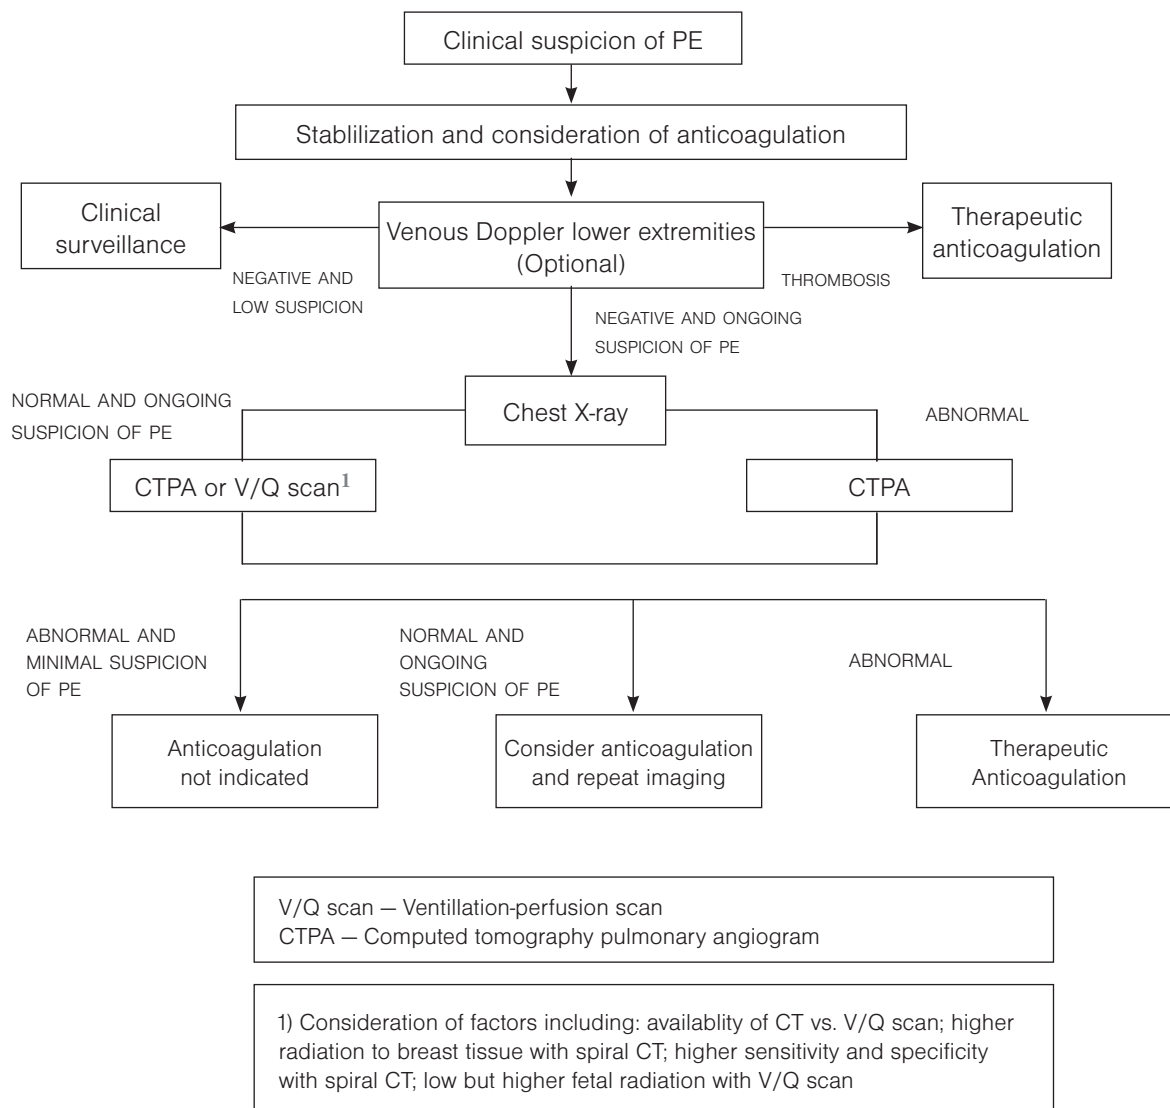 Clinical suspicion of PE
Stablilization and consideration of anticoagulation
Clinical
surveillance
Venous Doppler lower extremities
(Optional)
Therapeutic
anticoagulation
NEGATIVE AND
LOW SUSPICION
THROMBOSIS
NEGATIVE AND ONGOING
SUSPICION OF PE
Chest X-ray
NORMAL AND ONGOING
SUSPICION OF PE
ABNORMAL
CTPA or V/Q scan1
CTPA
ABNORMAL AND
MINIMAL SUSPICION
OF PE
NORMAL AND
ONGOING
SUSPICION OF PE
ABNORMAL
Anticoagulation
not indicated
Consider anticoagulation
and repeat imaging
Therapeutic
Anticoagulation
V/Q scan — Ventillation-perfusion scan
CTPA — Computed tomography pulmonary angiogram
1) Consideration of factors including: availablity of CT vs. V/Q scan; higher
radiation to breast tissue with spiral CT; higher sensitivity and specificity
with spiral CT; low but higher fetal radiation with V/Q scan